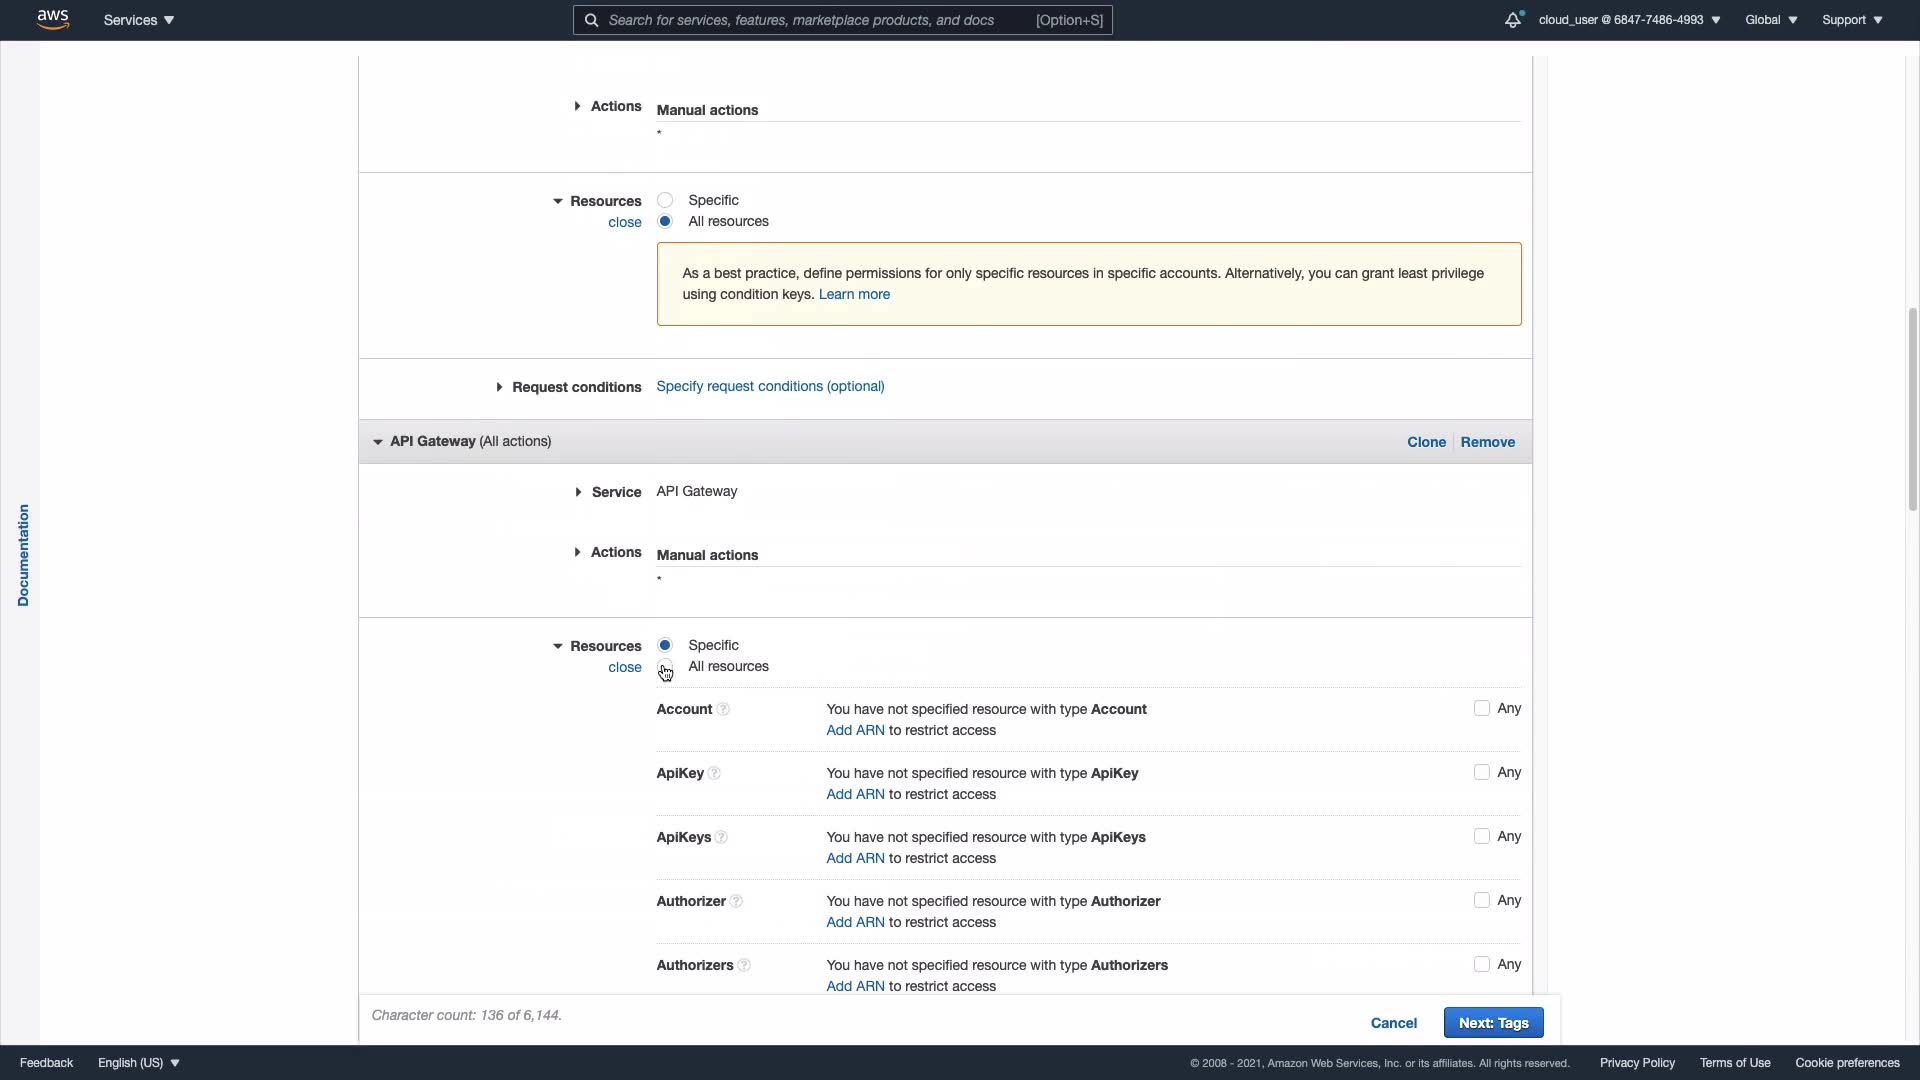 aws
Services ▼
Search for services, features, marketplace products, and docs [Option+S]
cloud_user @ 6847-7486-4993 ▼
Global ▼
Support ▼
Documentation
Actions
Manual actions
*
Resources
close
Specific
All resources
As a best practice, define permissions for only specific resources in specific accounts. Alternatively, you can grant least privilege
using condition keys. Learn more
Request conditions
Specify request conditions (optional)
API Gateway (All actions)
Clone
Remove
Service
API Gateway
Actions
Manual actions
*
Resources
close
Specific
All resources
Account ?
You have not specified resource with type Account
Add ARN to restrict access
Any
ApiKey ?
You have not specified resource with type ApiKey
Add ARN to restrict access
Any
ApiKeys ?
You have not specified resource with type ApiKeys
Add ARN to restrict access
Any
Authorizer ?
You have not specified resource with type Authorizer
Add ARN to restrict access
Any
Authorizers ?
You have not specified resource with type Authorizers
Add ARN to restrict access
Any
Character count: 136 of 6,144.
Cancel
Next: Tags
Feedback
English (US) ▼
© 2008 - 2021, Amazon Web Services, Inc. or its affiliates. All rights reserved.
Privacy Policy
Terms of Use
Cookie preferences